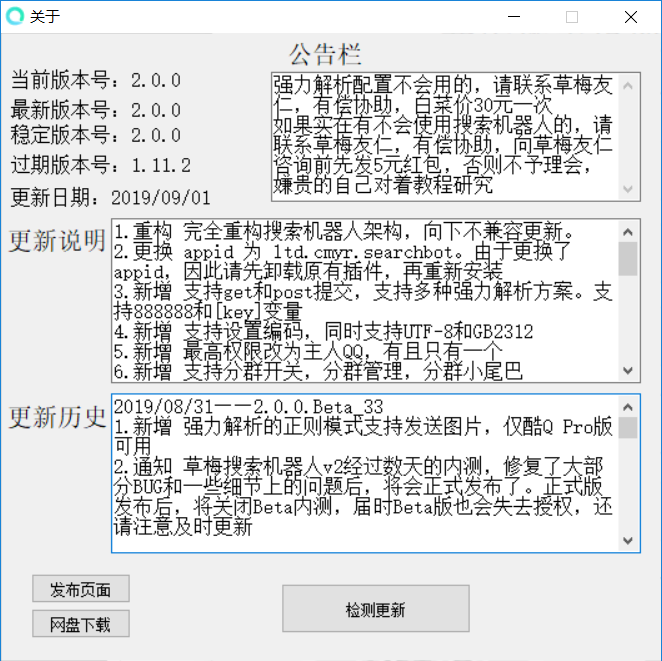 关于
公告栏
当前版本号：2.0.0
最新版本号：2.0.0
稳定版本号：2.0.0
过期版本号：1.11.2
更新日期：2019/09/01
强力解析配置不会用的，请联系草莓友
仁，有偿协助，白菜价30元一次
如果实在有不会使用搜索机器人的，请
联系草莓友仁，有偿协助，向草莓友仁
咨询前先发5元红包，否则不予理会，
嫌贵的自己对着教程研究
更新说明
1.重构 完全重构搜索机器人架构，向下不兼容更新。
2.更换 appid 为 ltd.cmyr.searchbot。由于更换了
appid，因此请先卸载原有插件，再重新安装
3.新增 支持get和post提交，支持多种强力解析方案。支
持888888和[key]变量
4.新增 支持设置编码，同时支持UTF-8和GB2312
5.新增 最高权限改为主人QQ，有且只有一个
6.新增 支持分群开关，分群管理，分群小尾巴
更新历史
2019/08/31——2.0.0.Beta_33
1.新增 强力解析的正则模式支持发送图片，仅酷Q Pro版
可用
2.通知 草莓搜索机器人v2经过数天的内测，修复了大部
分BUG和一些细节上的问题后，将会正式发布了。正式版
发布后，将关闭Beta内测，届时Beta版也会失去授权，还
请注意及时更新
发布页面
网盘下载
检测更新